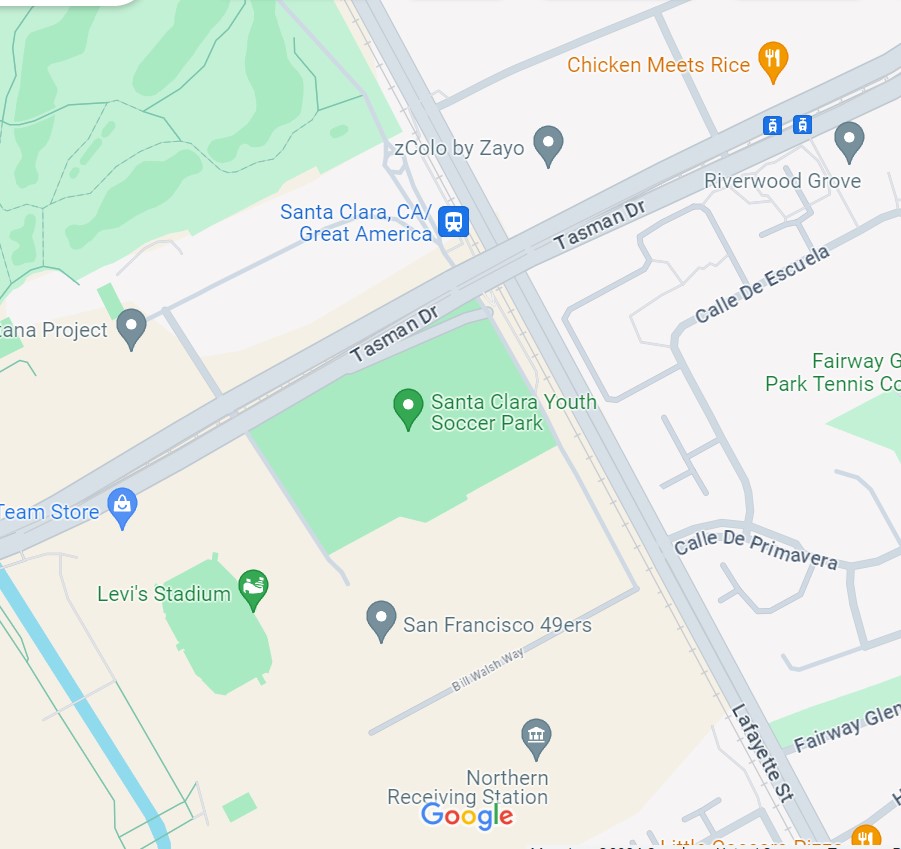 Chicken Meets Rice
zColo by Zayo
Riverwood Grove
Santa Clara, CA/
Great America
Tasman Dr
Calle De Escuela
tana Project
Tasman Dr
Fairway G
Park Tennis Co
Santa Clara Youth
Soccer Park
Team Store
Calle De Primavera
Levi's Stadium
San Francisco 49ers
Bill Walsh Way
Lafayette St
Fairway Glen
Northern
Receiving Station
Google